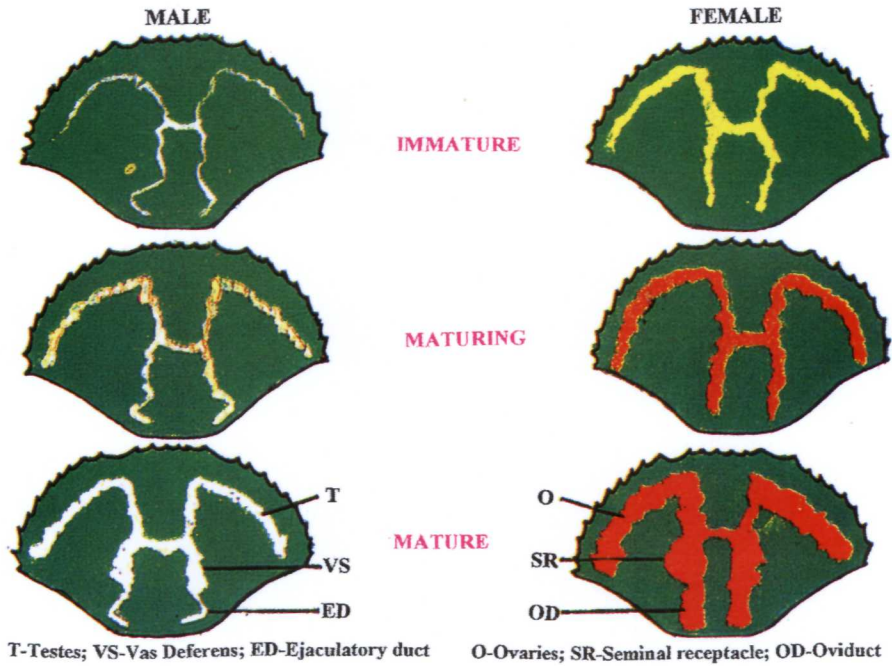 MALE FEMALE
IMMATURE
MATURING
T O
MATURE
VS SR
ED OD
T-Testes; VS-Vas Deferens; ED-Ejaculatory duct O-Ovaries; SR-Seminal receptacle; OD-Oviduct